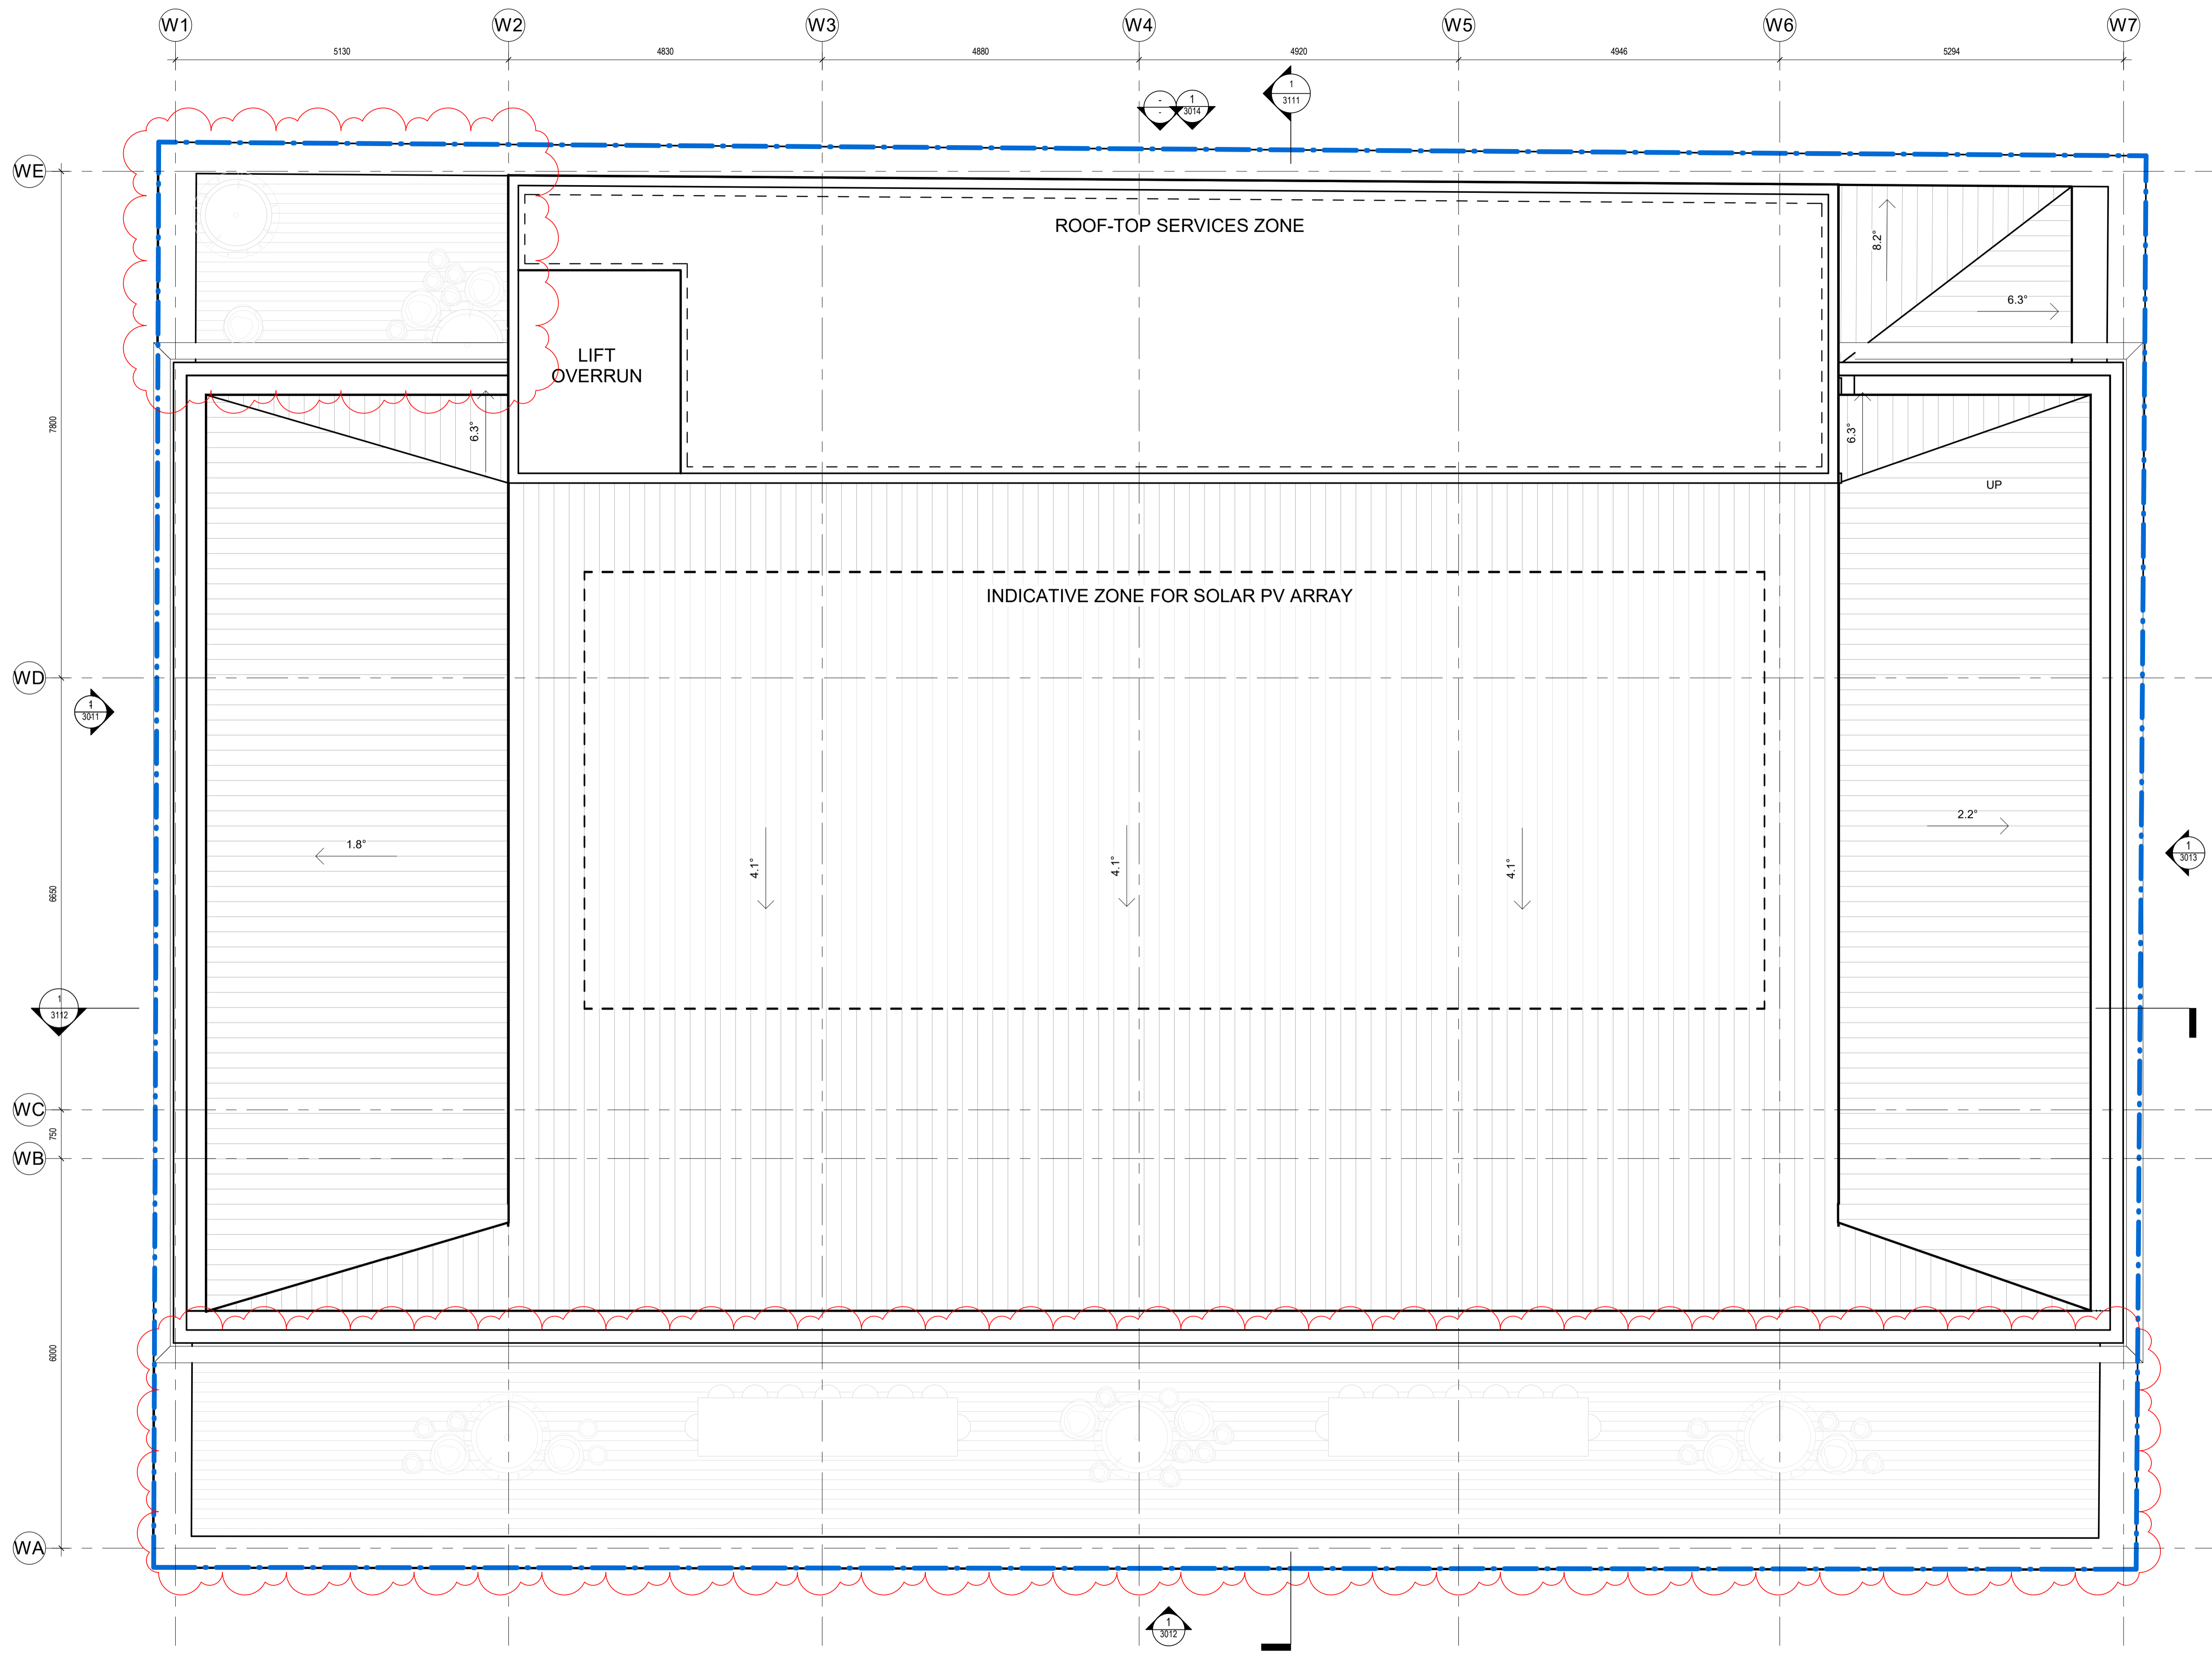 W1 W2 W3 W4 W5 W6 W7
5130 4830 4880 4920 4946 5294
1
3111
-
-
1
3014
WE
ROOF-TOP SERVICES ZONE
8.2°
6.3°
LIFT
OVERRUN
7800
6.3°
6.3°
UP
INDICATIVE ZONE FOR SOLAR PV ARRAY
WD
1
3011
1.8°
4.1°
4.1°
4.1°
2.2°
1
3013
6650
1
3112
WC
750
WB
6000
WA
1
3012